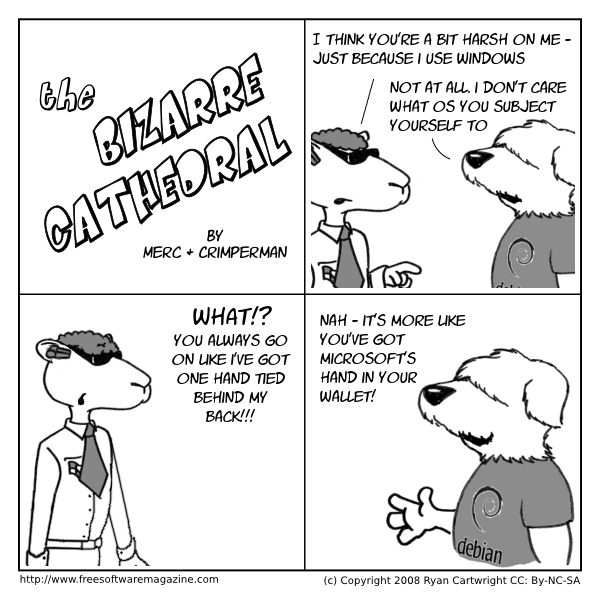 the
BIZARRE
CATHEDRAL
BY
MERC + CRIMPERMAN
I THINK YOU'RE A BIT HARSH ON ME -
JUST BECAUSE I USE WINDOWS
NOT AT ALL. I DON'T CARE
WHAT OS YOU SUBJECT
YOURSELF TO
WHAT!?
YOU ALWAYS GO
ON LIKE I'VE GOT
ONE HAND TIED
BEHIND MY
BACK!!!
NAH - IT'S MORE LIKE
YOU'VE GOT
MICROSOFT'S
HAND IN YOUR
WALLET!
debian
http://www.freesoftwaremagazine.com
(c) Copyright 2008 Ryan Cartwright CC: By-NC-SA